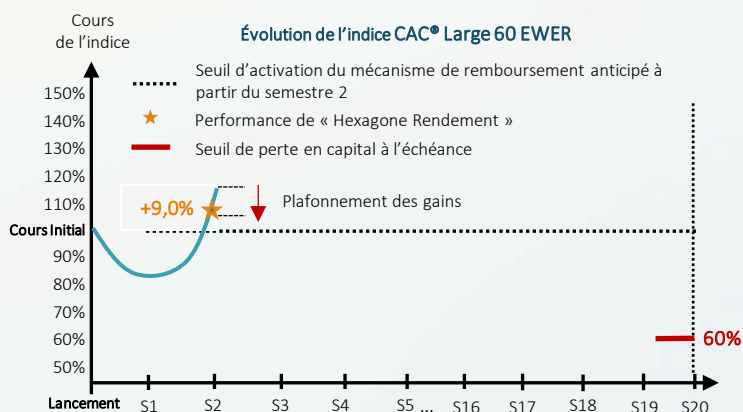 Cours
de l'indice
Évolution de l'indice CAC® Large 60 EWER
Seuil d'activation du mécanisme de remboursement anticipé à
partir du semestre 2
Performance de « Hexagone Rendement »
Seuil de perte en capital à l'échéance
150%
140%
130%
120%
110%
Cours Initial
90%
80%
70%
60%
50%
+9,0%
Plafonnement des gains
60%
Lancement S1 S2 S3 S4 S5 ... S16 S17 S18 S19 S20